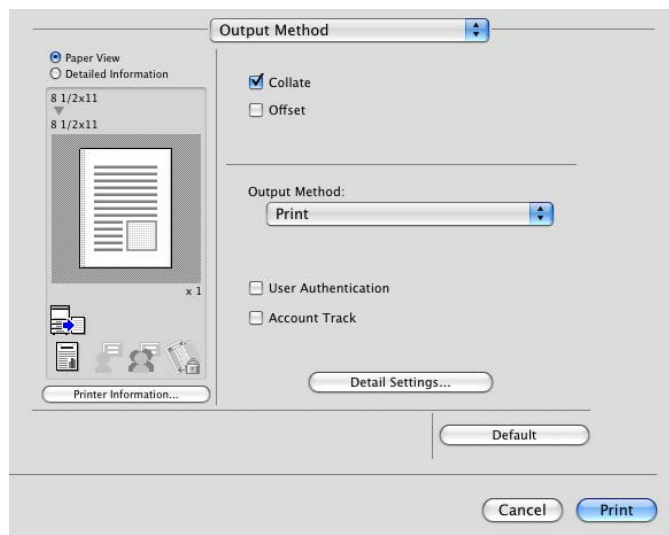 Output Method
Paper View
Detailed Information
8 1/2x11
8 1/2x11
x 1
Printer Information...
Collate
Offset
Output Method:
Print
User Authentication
Account Track
Detail Settings...
Default
Cancel
Print